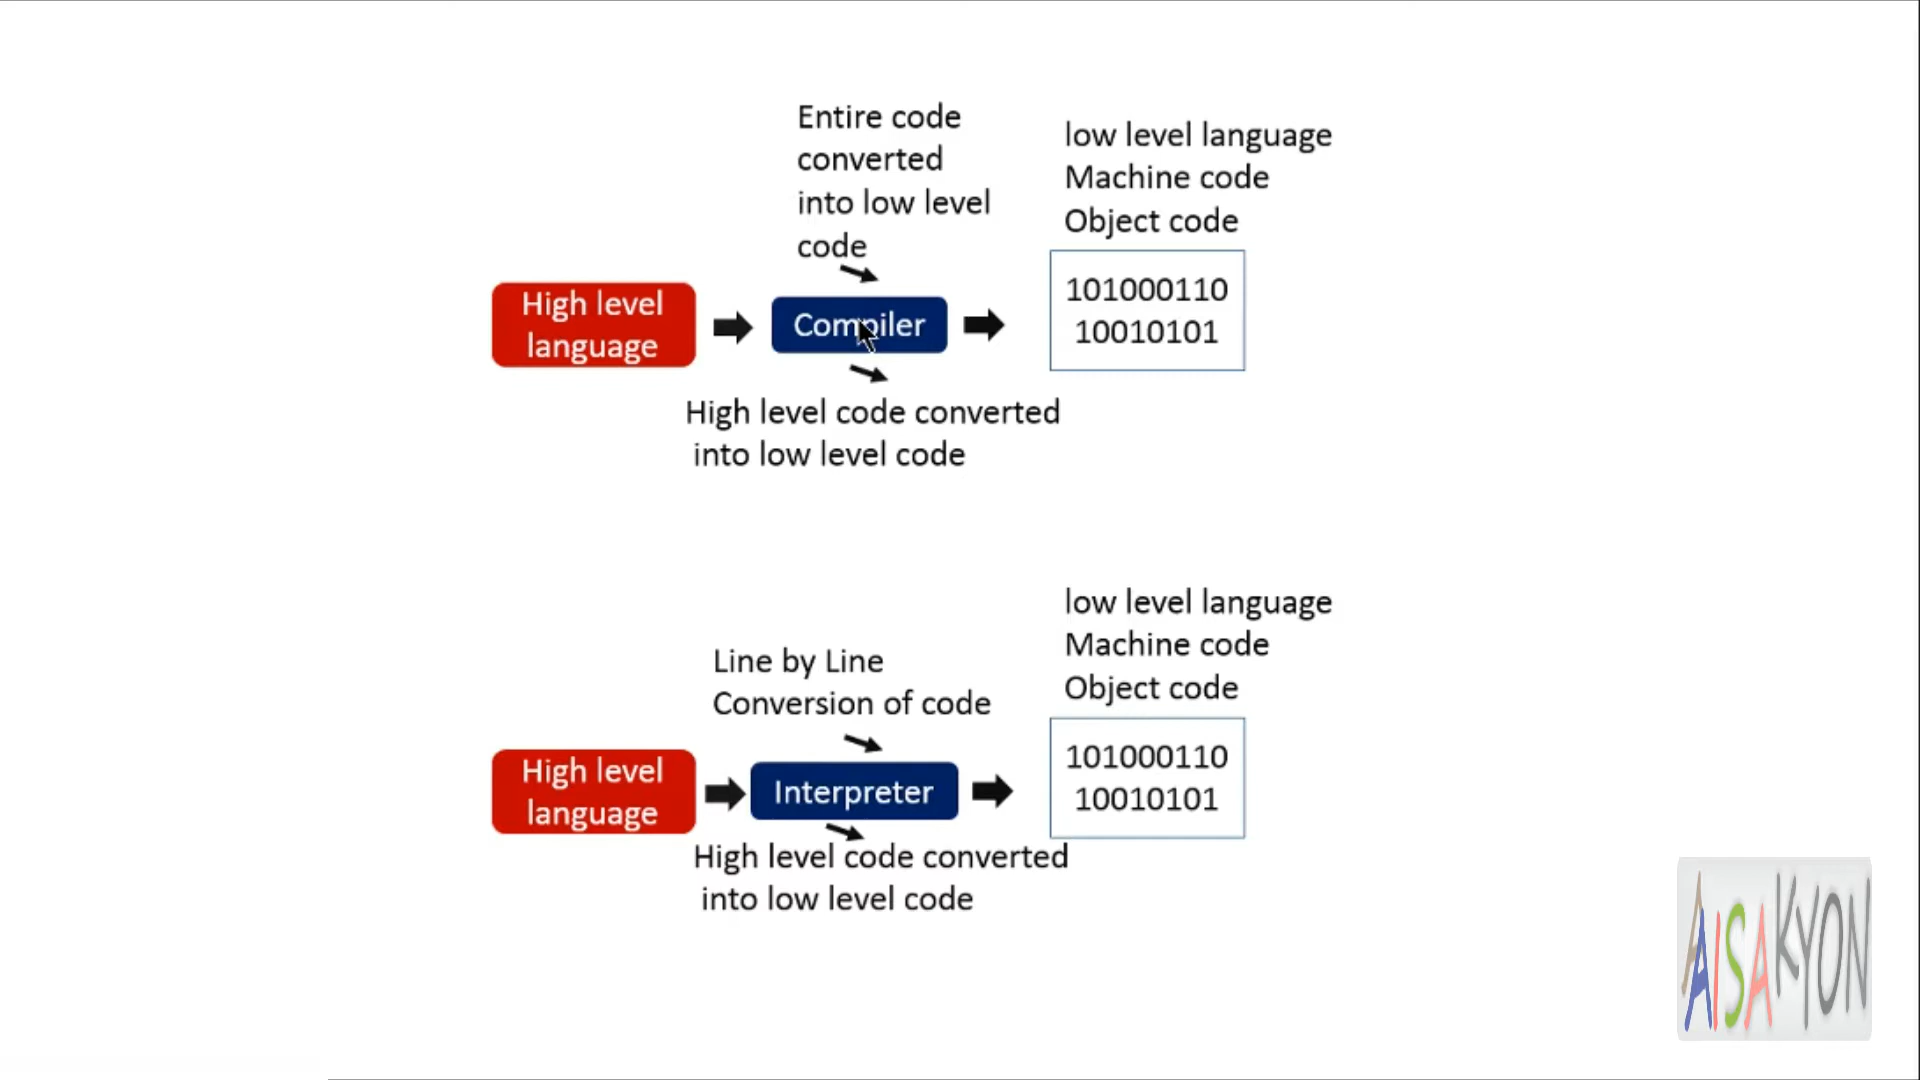 Entire code
converted
into low level
code
low level language
Machine code
Object code
High level
language
Compiler
101000110
10010101
High level code converted
into low level code
Line by Line
Conversion of code
low level language
Machine code
Object code
High level
language
Interpreter
101000110
10010101
High level code converted
into low level code
AISAKYON